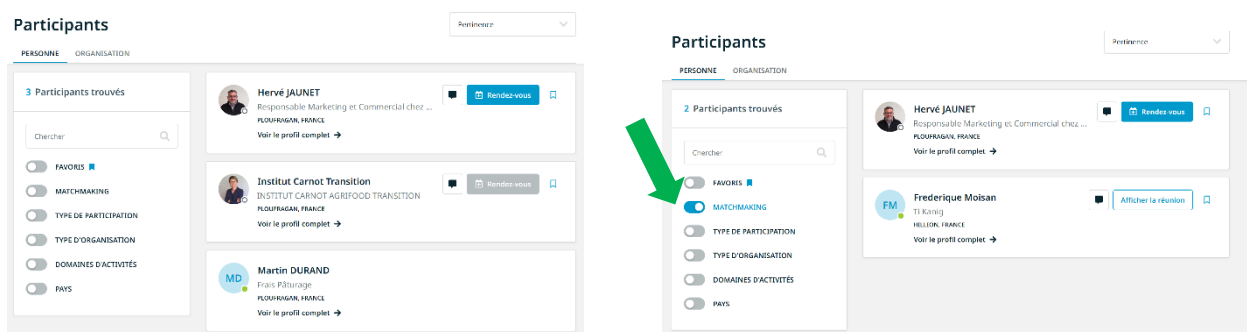 Participants
Pertinence
PERSONNE ORGANISATION
3 Participants trouvés
Chercher
FAVORIS
MATCHMAKING
TYPE DE PARTICIPATION
TYPE D'ORGANISATION
DOMAINES D'ACTIVITÉS
PAYS
Hervé JAUNET
Responsable Marketing et Commercial chez ...
PLOUFRAGAN, FRANCE
Voir le profil complet →
Rendez-vous
Institut Carnot Transition
INSTITUT CARNOT AGRIFOOD TRANSITION
PLOUFRAGAN, FRANCE
Voir le profil complet →
Rendez-vous
MD
Martin DURAND
Frais Pâturage
PLOUFRAGAN, FRANCE
Voir le profil complet →
Participants
Pertinence
PERSONNE ORGANISATION
2 Participants trouvés
Chercher
FAVORIS
MATCHMAKING
TYPE DE PARTICIPATION
TYPE D'ORGANISATION
DOMAINES D'ACTIVITÉS
PAYS
Hervé JAUNET
Responsable Marketing et Commercial chez ...
PLOUFRAGAN, FRANCE
Voir le profil complet →
Rendez-vous
FM
Frederique Moisan
Ti Kanig
HILLION, FRANCE
Voir le profil complet →
Afficher la réunion